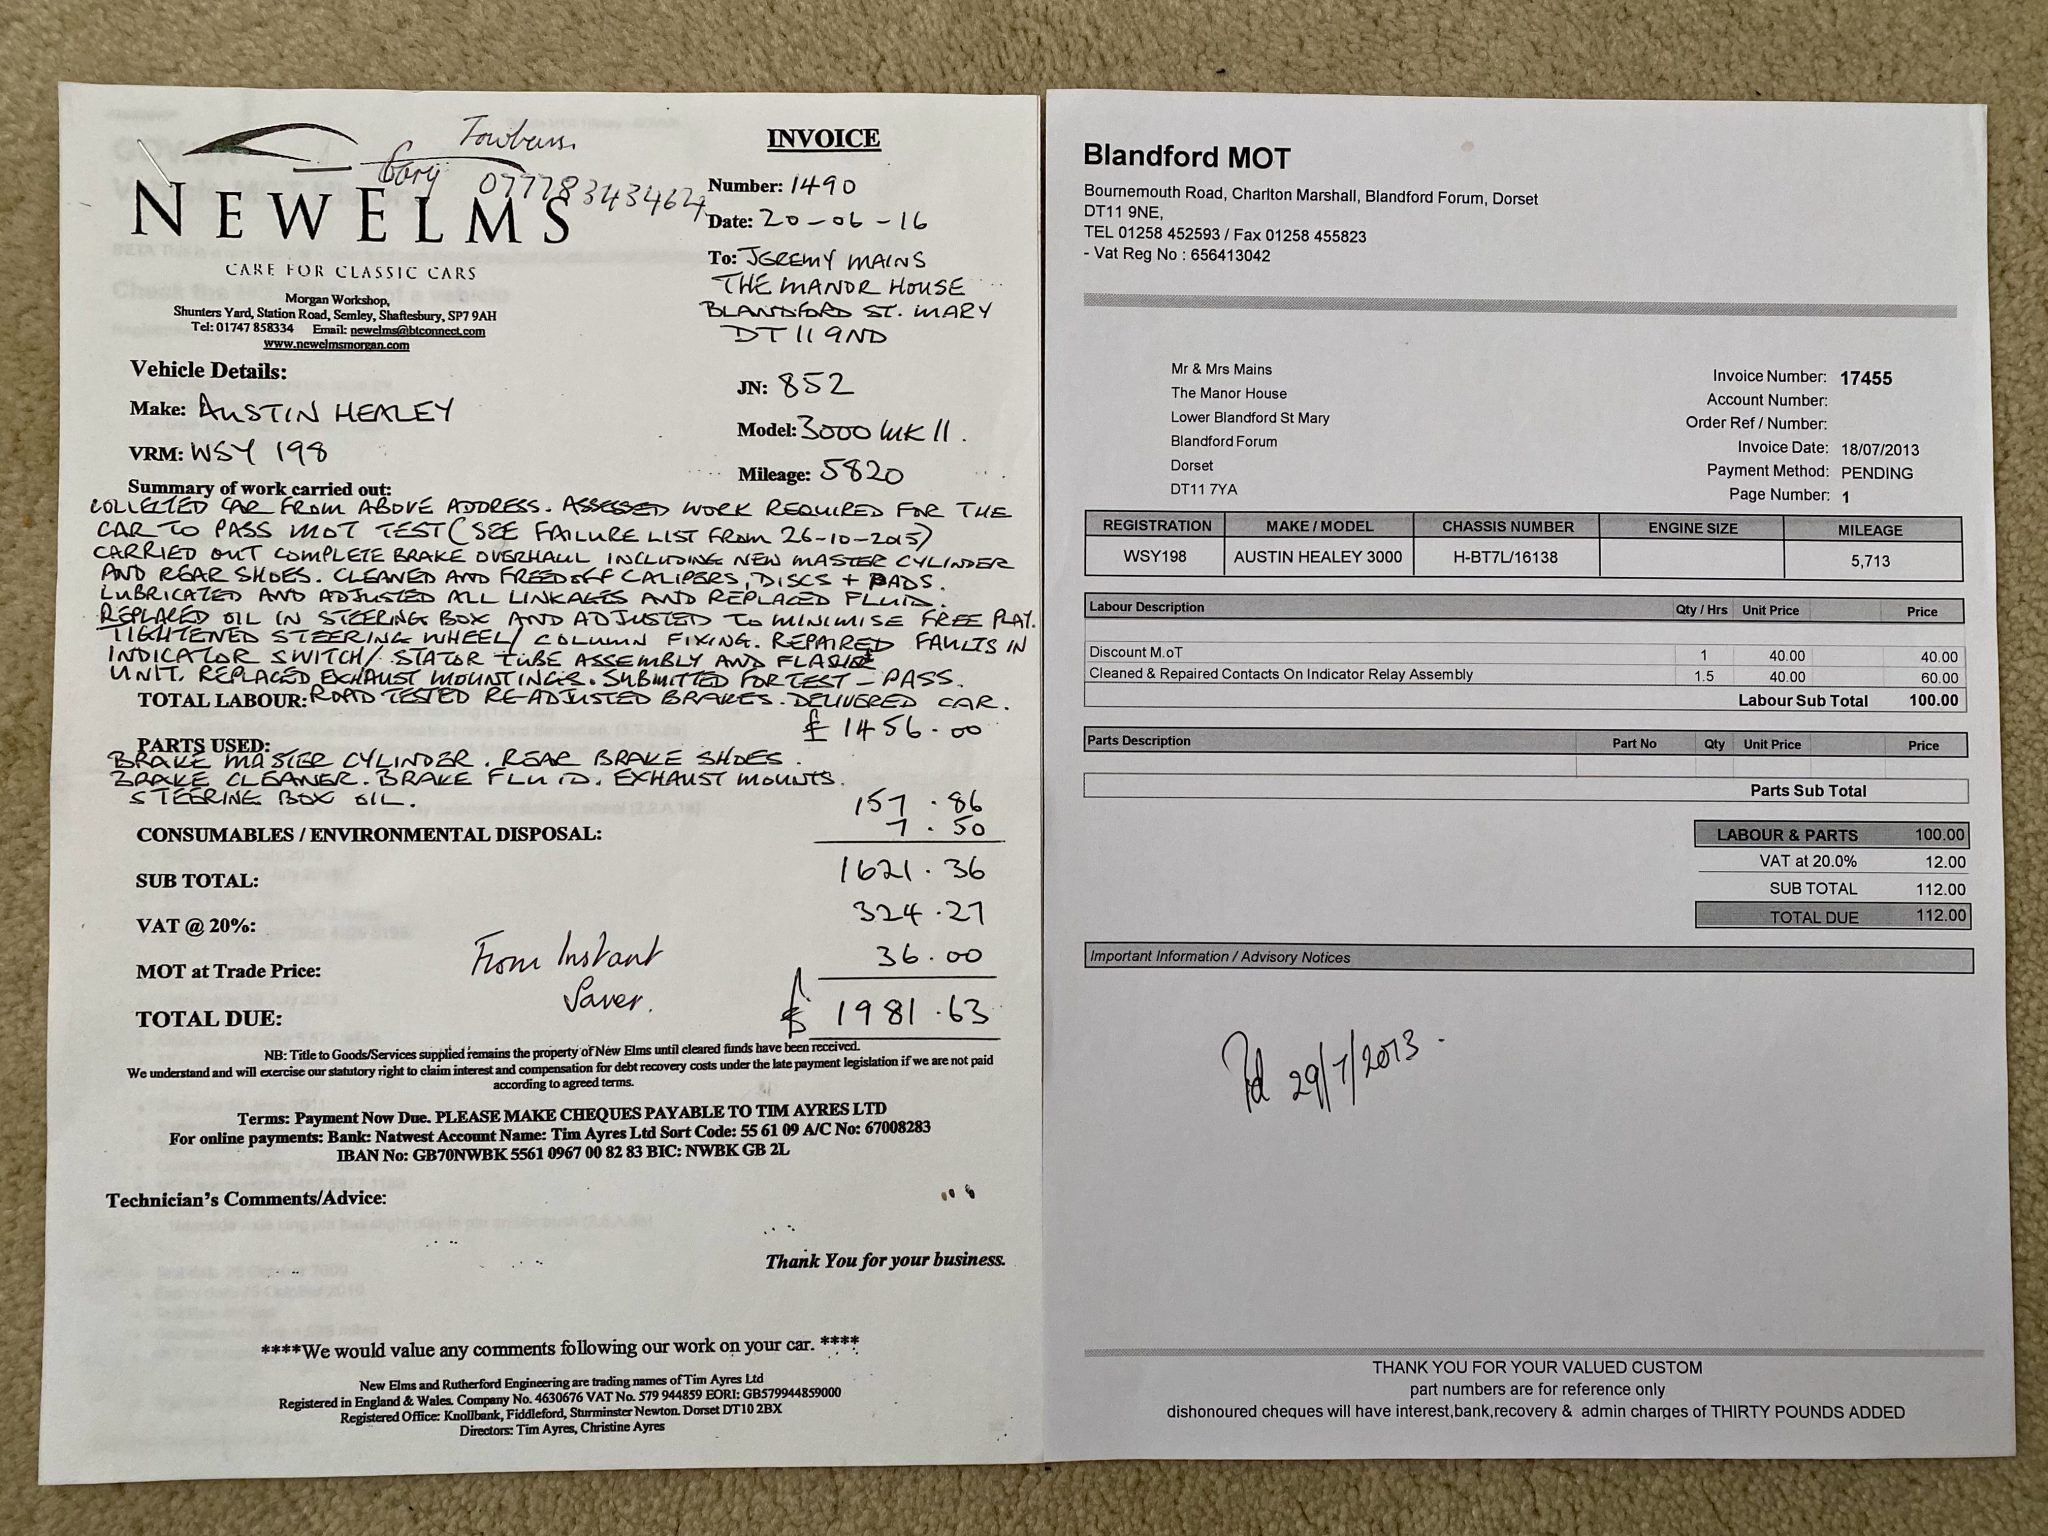 Towbars.
Gary 07778343464
NEWELMS
CARE FOR CLASSIC CARS
Morgan Workshop,
Shunters Yard, Station Road, Semley, Shaftesbury, SP7 9AH
Tel: 01747 858334 Email: newelms@btconnect.com
www.newelmsmorgan.com
INVOICE
Number: 1490
Date: 20-06-16
To: JEREMY MAINS
THE MANOR HOUSE
BLANDFORD ST. MARY
DT11 9ND
Vehicle Details:
JN: 852
Make: AUSTIN HEALEY
Model: 3000 MK II.
VRM: WSY 198
Mileage: 5820
Summary of work carried out:
COLLECTED CAR FROM ABOVE ADDRESS. ASSESSED WORK REQUIRED FOR THE
CAR TO PASS MOT TEST (SEE FAILURE LIST FROM 26-10-2015)
CARRIED OUT COMPLETE BRAKE OVERHAUL INCLUDING NEW MASTER CYLINDER
AND REAR SHOES. CLEANED AND FREED OFF CALIPERS, DISCS + PADS.
LUBRICATED AND ADJUSTED ALL LINKAGES AND REPLACED FLUID.
REPLACED OIL IN STEERING BOX AND ADJUSTED TO MINIMISE FREE PLAY.
TIGHTENED STEERING WHEEL/ COLUMN FIXING. REPAIRED FAULTS IN
INDICATOR SWITCH/ STATOR TUBE ASSEMBLY AND FLASHER
UNIT. REPLACED EXHAUST MOUNTINGS. SUBMITTED FOR TEST - PASS.
TOTAL LABOUR: ROAD TESTED RE-ADJUSTED BRAKES. DELIVERED CAR.
£1456.00
PARTS USED:
BRAKE MASTER CYLINDER. REAR BRAKE SHOES.
BRAKE CLEANER. BRAKE FLUID. EXHAUST MOUNTS.
STEERING BOX OIL.
157.86
CONSUMABLES / ENVIRONMENTAL DISPOSAL: 7.50
SUB TOTAL: 1621.36
VAT @ 20%: 324.27
MOT at Trade Price: 36.00
From Instant
Saver.
TOTAL DUE: £ 1981.63
NB: Title to Goods/Services supplied remains the property of New Elms until cleared funds have been received.
We understand and will exercise our statutory right to claim interest and compensation for debt recovery costs under the late payment legislation if we are not paid
according to agreed terms.
Terms: Payment Now Due. PLEASE MAKE CHEQUES PAYABLE TO TIM AYRES LTD
For online payments: Bank: Natwest Account Name: Tim Ayres Ltd Sort Code: 55 61 09 A/C No: 67008283
IBAN No: GB70NWBK 5561 0967 00 82 83 BIC: NWBK GB 2L
Technician's Comments/Advice:
Thank You for your business.
****We would value any comments following our work on your car. ****
New Elms and Rutherford Engineering are trading names of Tim Ayres Ltd
Registered in England & Wales. Company No. 4630676 VAT No. 579 944859 EORI: GB579944859000
Registered Office: Knollbank, Fiddleford, Sturminster Newton. Dorset DT10 2BX
Directors: Tim Ayres, Christine Ayres
Blandford MOT
Bournemouth Road, Charlton Marshall, Blandford Forum, Dorset
DT11 9NE,
TEL 01258 452593 / Fax 01258 455823
- Vat Reg No : 656413042
Mr & Mrs Mains
The Manor House
Lower Blandford St Mary
Blandford Forum
Dorset
DT11 7YA
Invoice Number: 17455
Account Number:
Order Ref / Number:
Invoice Date: 18/07/2013
Payment Method: PENDING
Page Number: 1
REGISTRATION MAKE / MODEL CHASSIS NUMBER ENGINE SIZE MILEAGE
WSY198 AUSTIN HEALEY 3000 H-BT7L/16138 5,713
Labour Description Qty / Hrs Unit Price Price
Discount M.oT 1 40.00 40.00
Cleaned & Repaired Contacts On Indicator Relay Assembly 1.5 40.00 60.00
Labour Sub Total 100.00
Parts Description Part No Qty Unit Price Price
Parts Sub Total
LABOUR & PARTS 100.00
VAT at 20.0% 12.00
SUB TOTAL 112.00
TOTAL DUE 112.00
Important Information / Advisory Notices
Pd 29/7/2013.
THANK YOU FOR YOUR VALUED CUSTOM
part numbers are for reference only
dishonoured cheques will have interest,bank,recovery & admin charges of THIRTY POUNDS ADDED